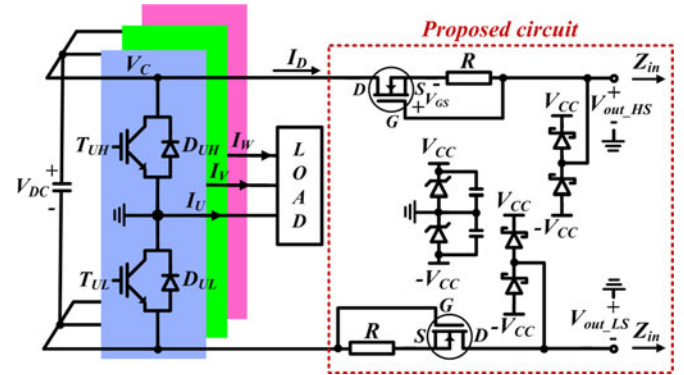 Proposed circuit
V_C
I_D
D
S
R
G
+
-
V_GS
Z_in
V_CC
+
V_out_HS
-
-V_CC
T_UH
D_UH
I_W
I_V
I_U
L
O
A
D
+
V_DC
-
V_CC
-V_CC
V_CC
-V_CC
T_UL
D_UL
G
R
S
D
+
V_out_LS
-
Z_in